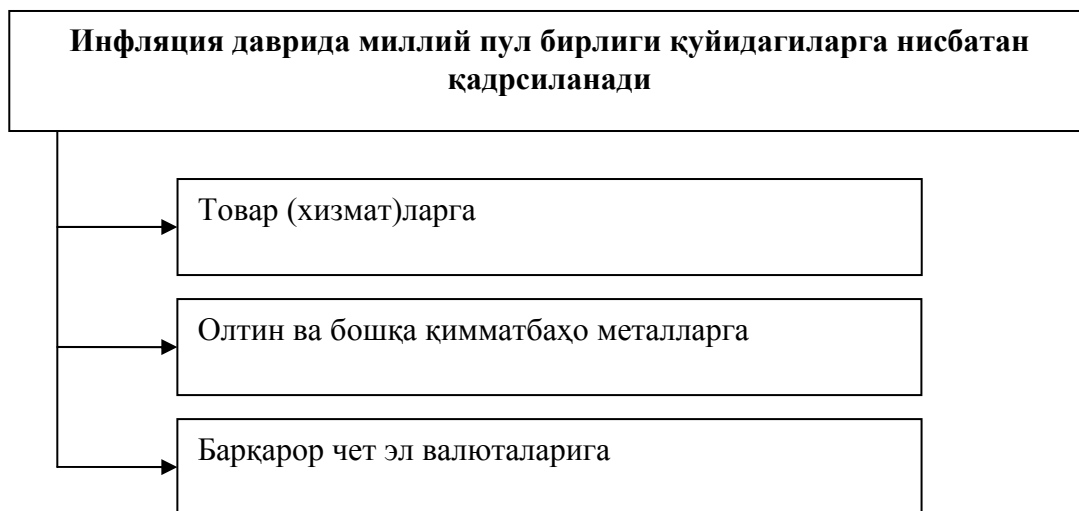 Инфляция даврида миллий пул бирлиги қуйидагиларга нисбатан
қадрсиланади
Товар (хизмат)ларга
Олтин ва бошқа қимматбаҳо металларга
Барқарор чет эл валюталарига